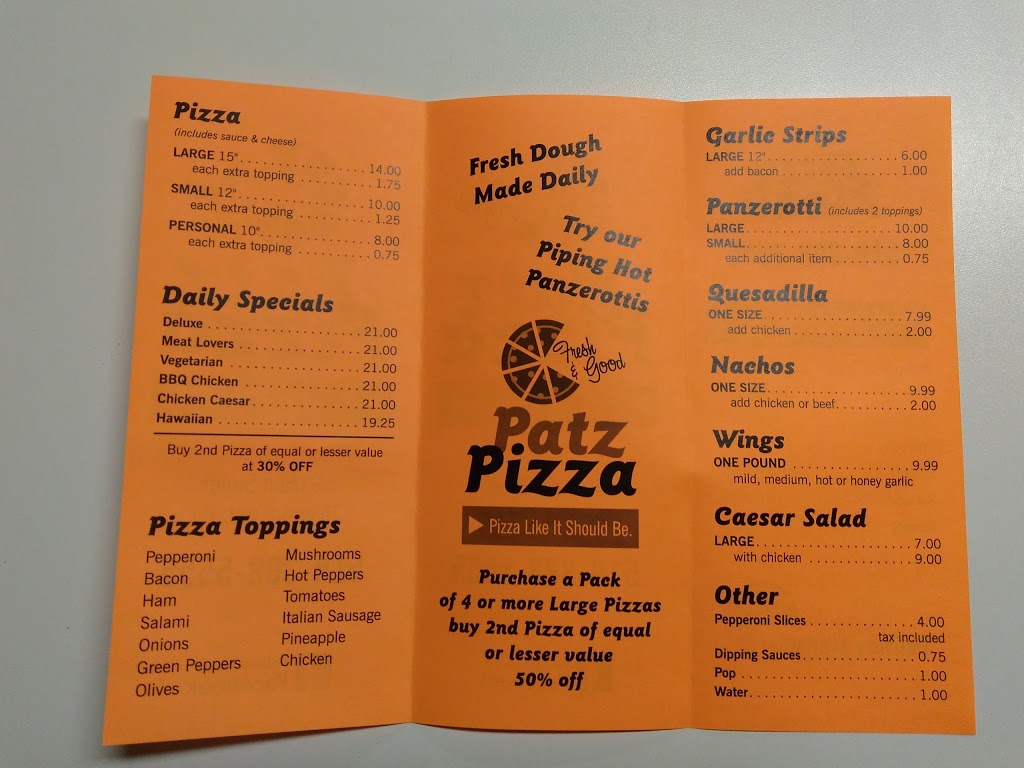 Pizza
(includes sauce & cheese)
LARGE 15" . . . . . . . . . . . . . . . . . . . . 14.00
each extra topping . . . . . . . . . . . 1.75
SMALL 12" . . . . . . . . . . . . . . . . . . . . 10.00
each extra topping . . . . . . . . . . . 1.25
PERSONAL 10" . . . . . . . . . . . . . . . . . 8.00
each extra topping . . . . . . . . . . . 0.75
Daily Specials
Deluxe . . . . . . . . . . . . . . . . . . . . 21.00
Meat Lovers . . . . . . . . . . . . . . . . 21.00
Vegetarian . . . . . . . . . . . . . . . . . 21.00
BBQ Chicken . . . . . . . . . . . . . . . 21.00
Chicken Caesar . . . . . . . . . . . . . 21.00
Hawaiian . . . . . . . . . . . . . . . . . . 19.25
Buy 2nd Pizza of equal or lesser value
at 30% OFF
Pizza Toppings
Pepperoni
Bacon
Ham
Salami
Onions
Green Peppers
Olives
Mushrooms
Hot Peppers
Tomatoes
Italian Sausage
Pineapple
Chicken
Fresh Dough
Made Daily
Try our
Piping Hot
Panzerottis
Fresh
& Good
Patz
Pizza
Pizza Like It Should Be.
Purchase a Pack
of 4 or more Large Pizzas
buy 2nd Pizza of equal
or lesser value
50% off
Garlic Strips
LARGE 12" . . . . . . . . . . . . . . . . . . . 6.00
add bacon . . . . . . . . . . . . . . . . . 1.00
Panzerotti (includes 2 toppings)
LARGE . . . . . . . . . . . . . . . . . . . . . 10.00
SMALL . . . . . . . . . . . . . . . . . . . . . 8.00
each additional item . . . . . . . . . 0.75
Quesadilla
ONE SIZE . . . . . . . . . . . . . . . . . . . 7.99
add chicken . . . . . . . . . . . . . . . . 2.00
Nachos
ONE SIZE . . . . . . . . . . . . . . . . . . . 9.99
add chicken or beef . . . . . . . . . . 2.00
Wings
ONE POUND . . . . . . . . . . . . . . . . 9.99
mild, medium, hot or honey garlic
Caesar Salad
LARGE . . . . . . . . . . . . . . . . . . . . . 7.00
with chicken . . . . . . . . . . . . . . . 9.00
Other
Pepperoni Slices . . . . . . . . . . . . . . 4.00
tax included
Dipping Sauces . . . . . . . . . . . . . . . 0.75
Pop . . . . . . . . . . . . . . . . . . . . . . . . 1.00
Water . . . . . . . . . . . . . . . . . . . . . . 1.00